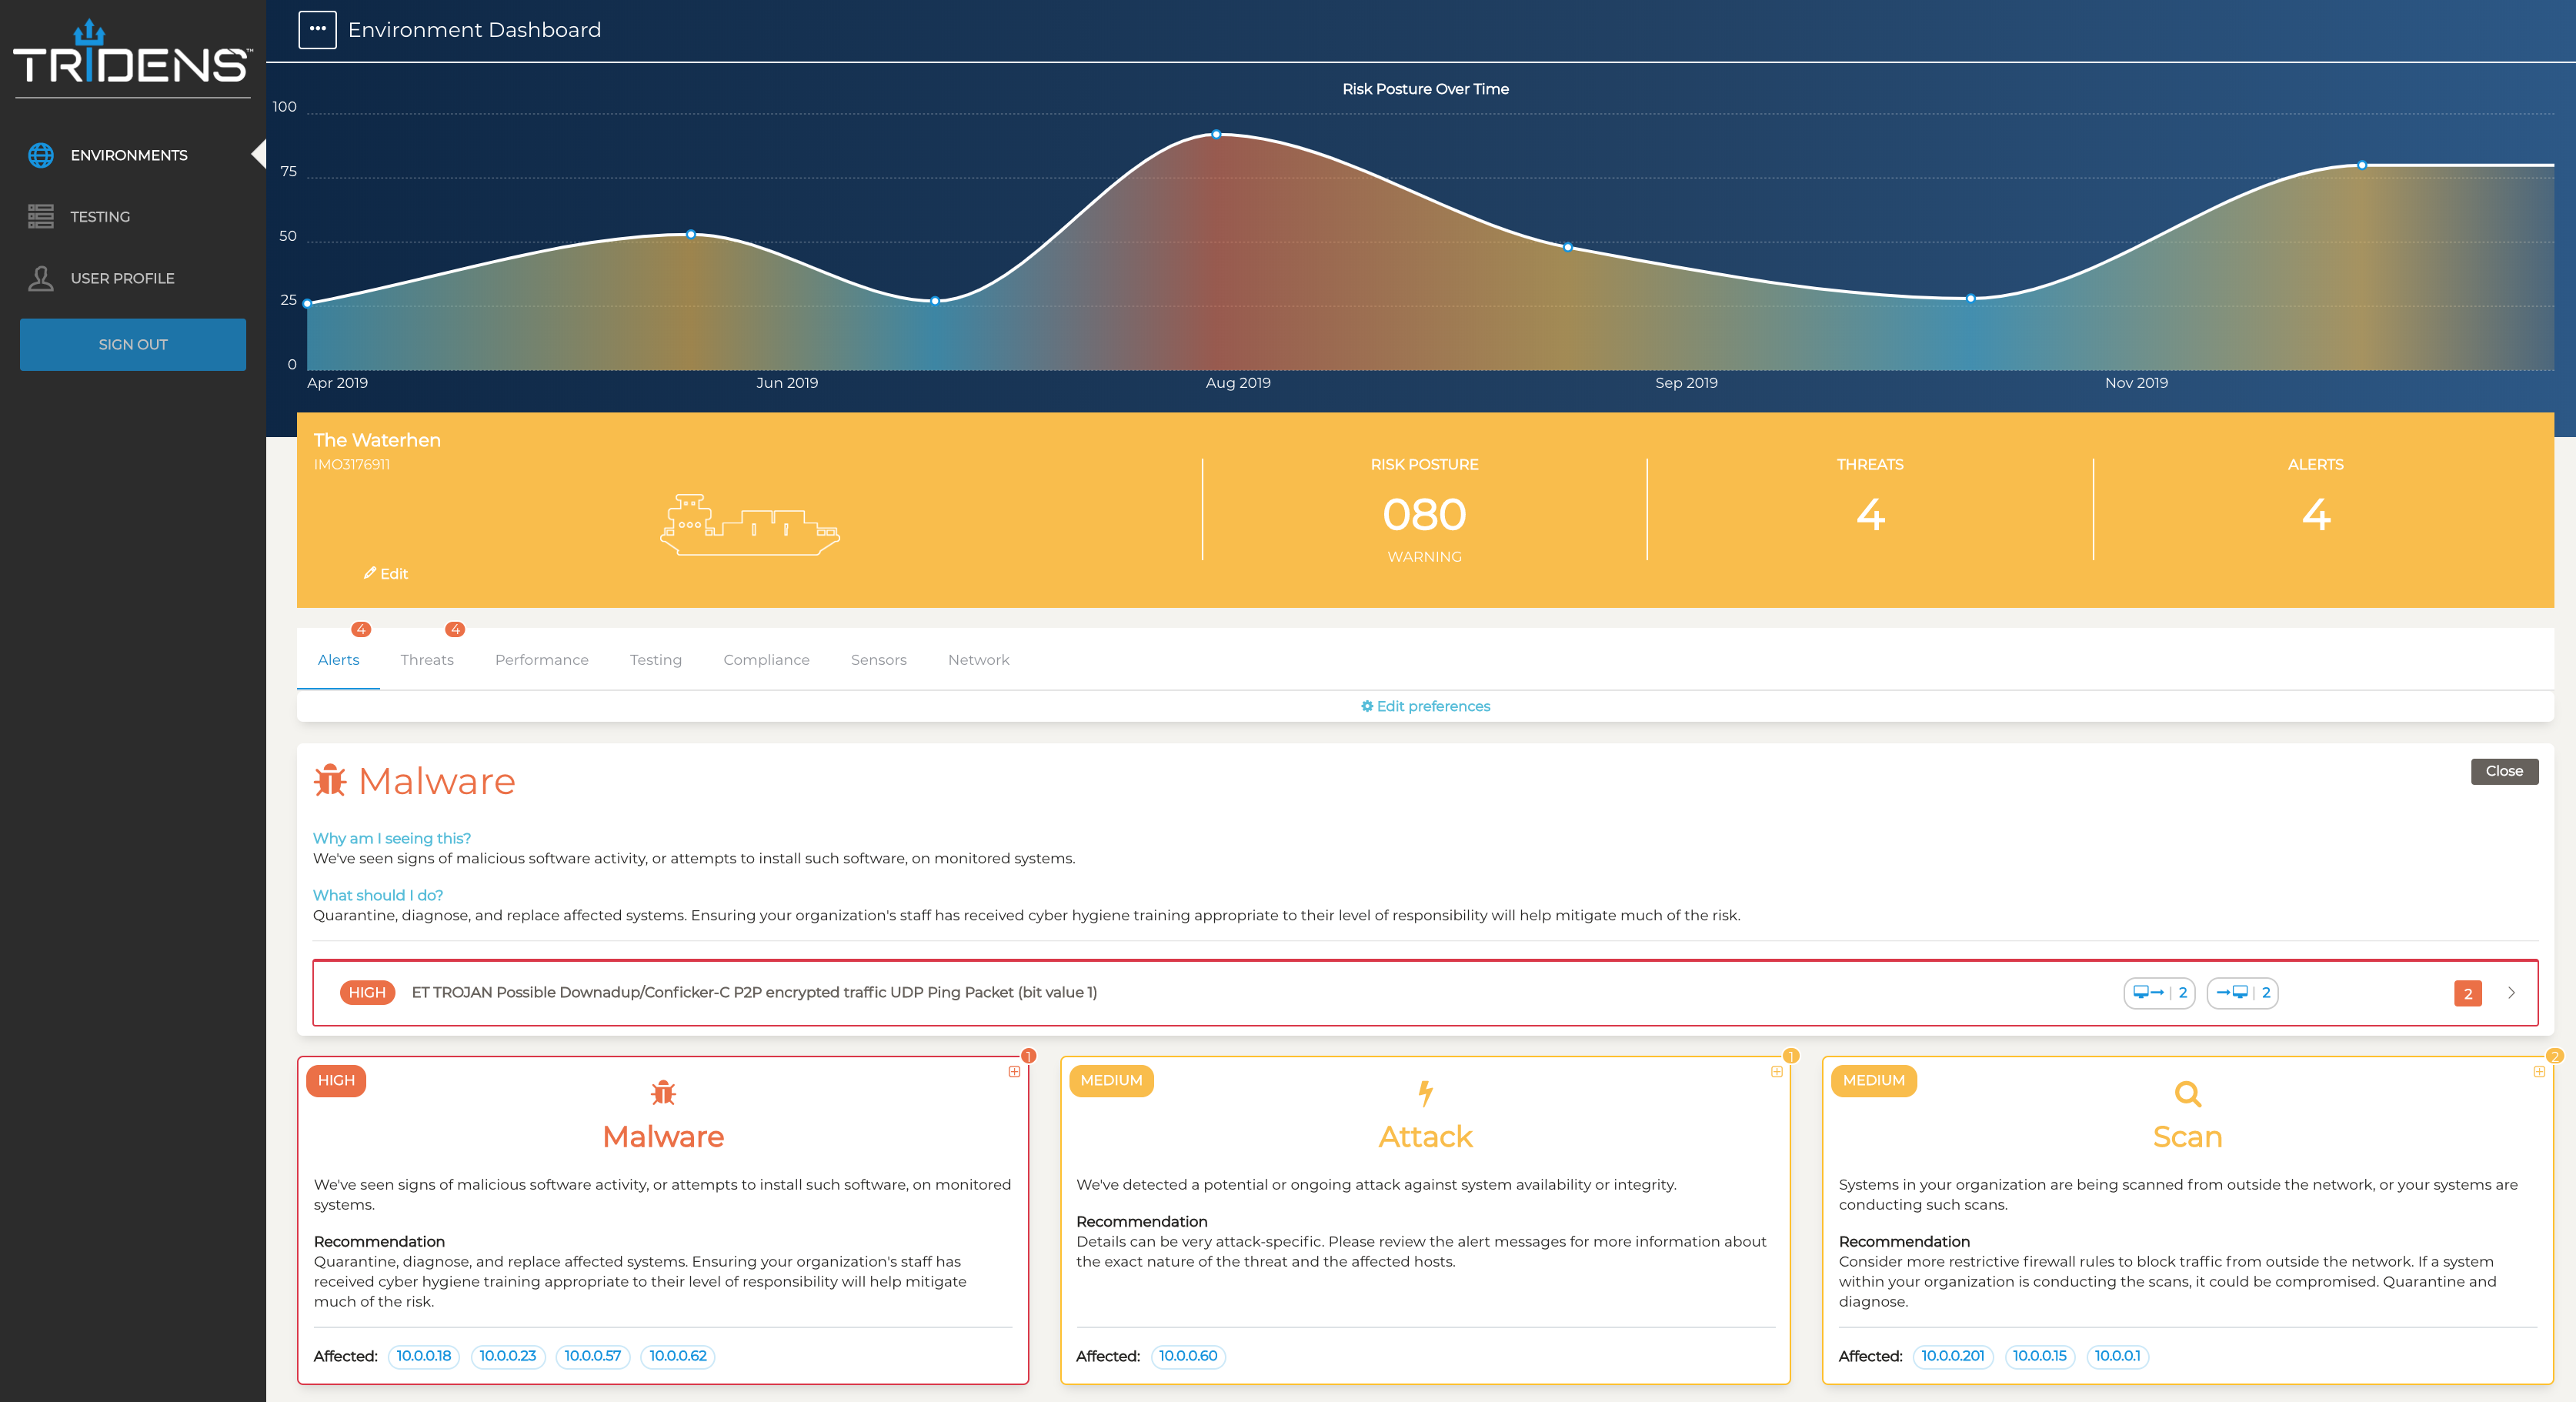 TRIDENS™
ENVIRONMENTS
TESTING
USER PROFILE
SIGN OUT
Environment Dashboard
Risk Posture Over Time
100
75
50
25
0
Apr 2019
Jun 2019
Aug 2019
Sep 2019
Nov 2019
The Waterhen
IMO3176911
Edit
RISK POSTURE
080
WARNING
THREATS
4
ALERTS
4
4
4
Alerts
Threats
Performance
Testing
Compliance
Sensors
Network
Edit preferences
Malware
Close
Why am I seeing this?
We've seen signs of malicious software activity, or attempts to install such software, on monitored systems.
What should I do?
Quarantine, diagnose, and replace affected systems. Ensuring your organization's staff has received cyber hygiene training appropriate to their level of responsibility will help mitigate much of the risk.
HIGH ET TROJAN Possible Downadup/Conficker-C P2P encrypted traffic UDP Ping Packet (bit value 1) | 2 | 2 2
1
HIGH
Malware
We've seen signs of malicious software activity, or attempts to install such software, on monitored
systems.
Recommendation
Quarantine, diagnose, and replace affected systems. Ensuring your organization's staff has
received cyber hygiene training appropriate to their level of responsibility will help mitigate
much of the risk.
Affected: 10.0.0.18 10.0.0.23 10.0.0.57 10.0.0.62
1
MEDIUM
Attack
We've detected a potential or ongoing attack against system availability or integrity.
Recommendation
Details can be very attack-specific. Please review the alert messages for more information about
the exact nature of the threat and the affected hosts.
Affected: 10.0.0.60
2
MEDIUM
Scan
Systems in your organization are being scanned from outside the network, or your systems are
conducting such scans.
Recommendation
Consider more restrictive firewall rules to block traffic from outside the network. If a system
within your organization is conducting the scans, it could be compromised. Quarantine and
diagnose.
Affected: 10.0.0.201 10.0.0.15 10.0.0.1